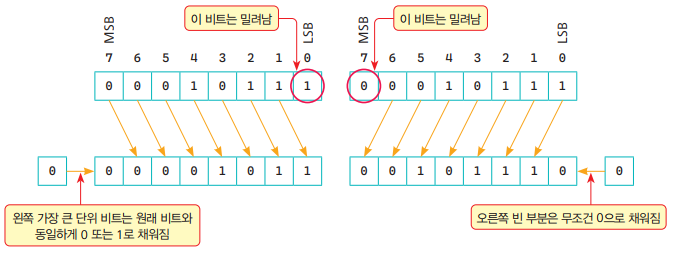 이 비트는 밀려남
이 비트는 밀려남
MSB LSB MSB LSB
7 6 5 4 3 2 1 0 7 6 5 4 3 2 1 0
0 0 0 1 0 1 1 1 0 0 0 1 0 1 1 1
0 0 0 0 0 1 0 1 1 0 0 1 0 1 1 1 0 0
왼쪽 가장 큰 단위 비트는 원래 비트와
동일하게 0 또는 1로 채워짐
오른쪽 빈 부분은 무조건 0으로 채워짐